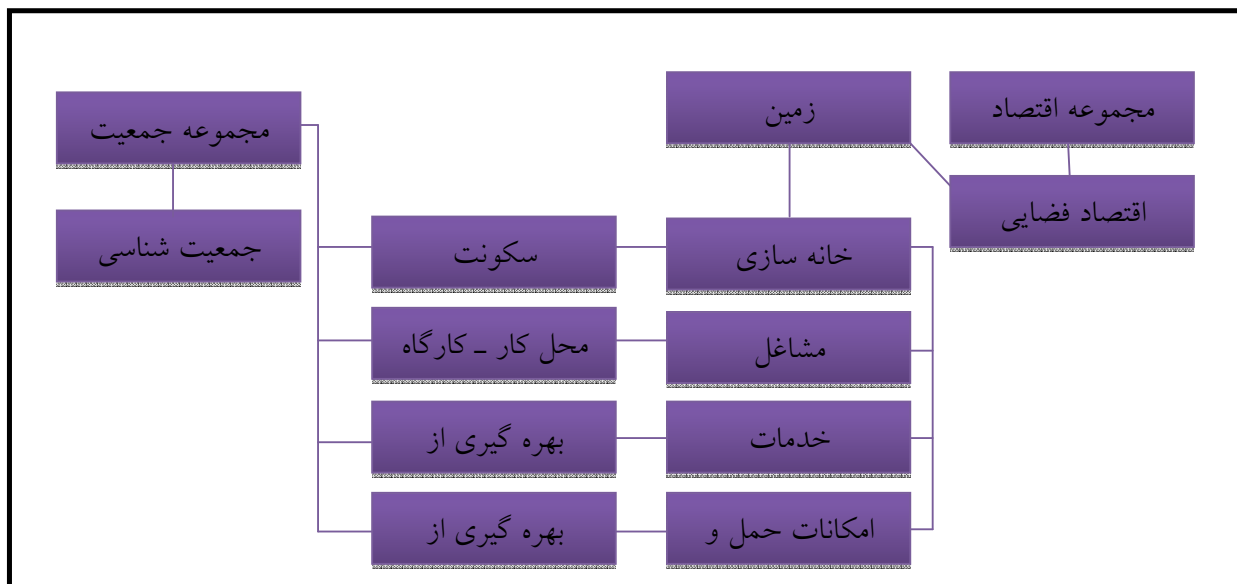 مجموعه اقتصاد
زمین
مجموعه جمعیت
اقتصاد فضایی
جمعیت شناسی
خانه سازی
سکونت
مشاغل
محل کار – کارگاه
خدمات
بهره گیری از
امکانات حمل و
بهره گیری از